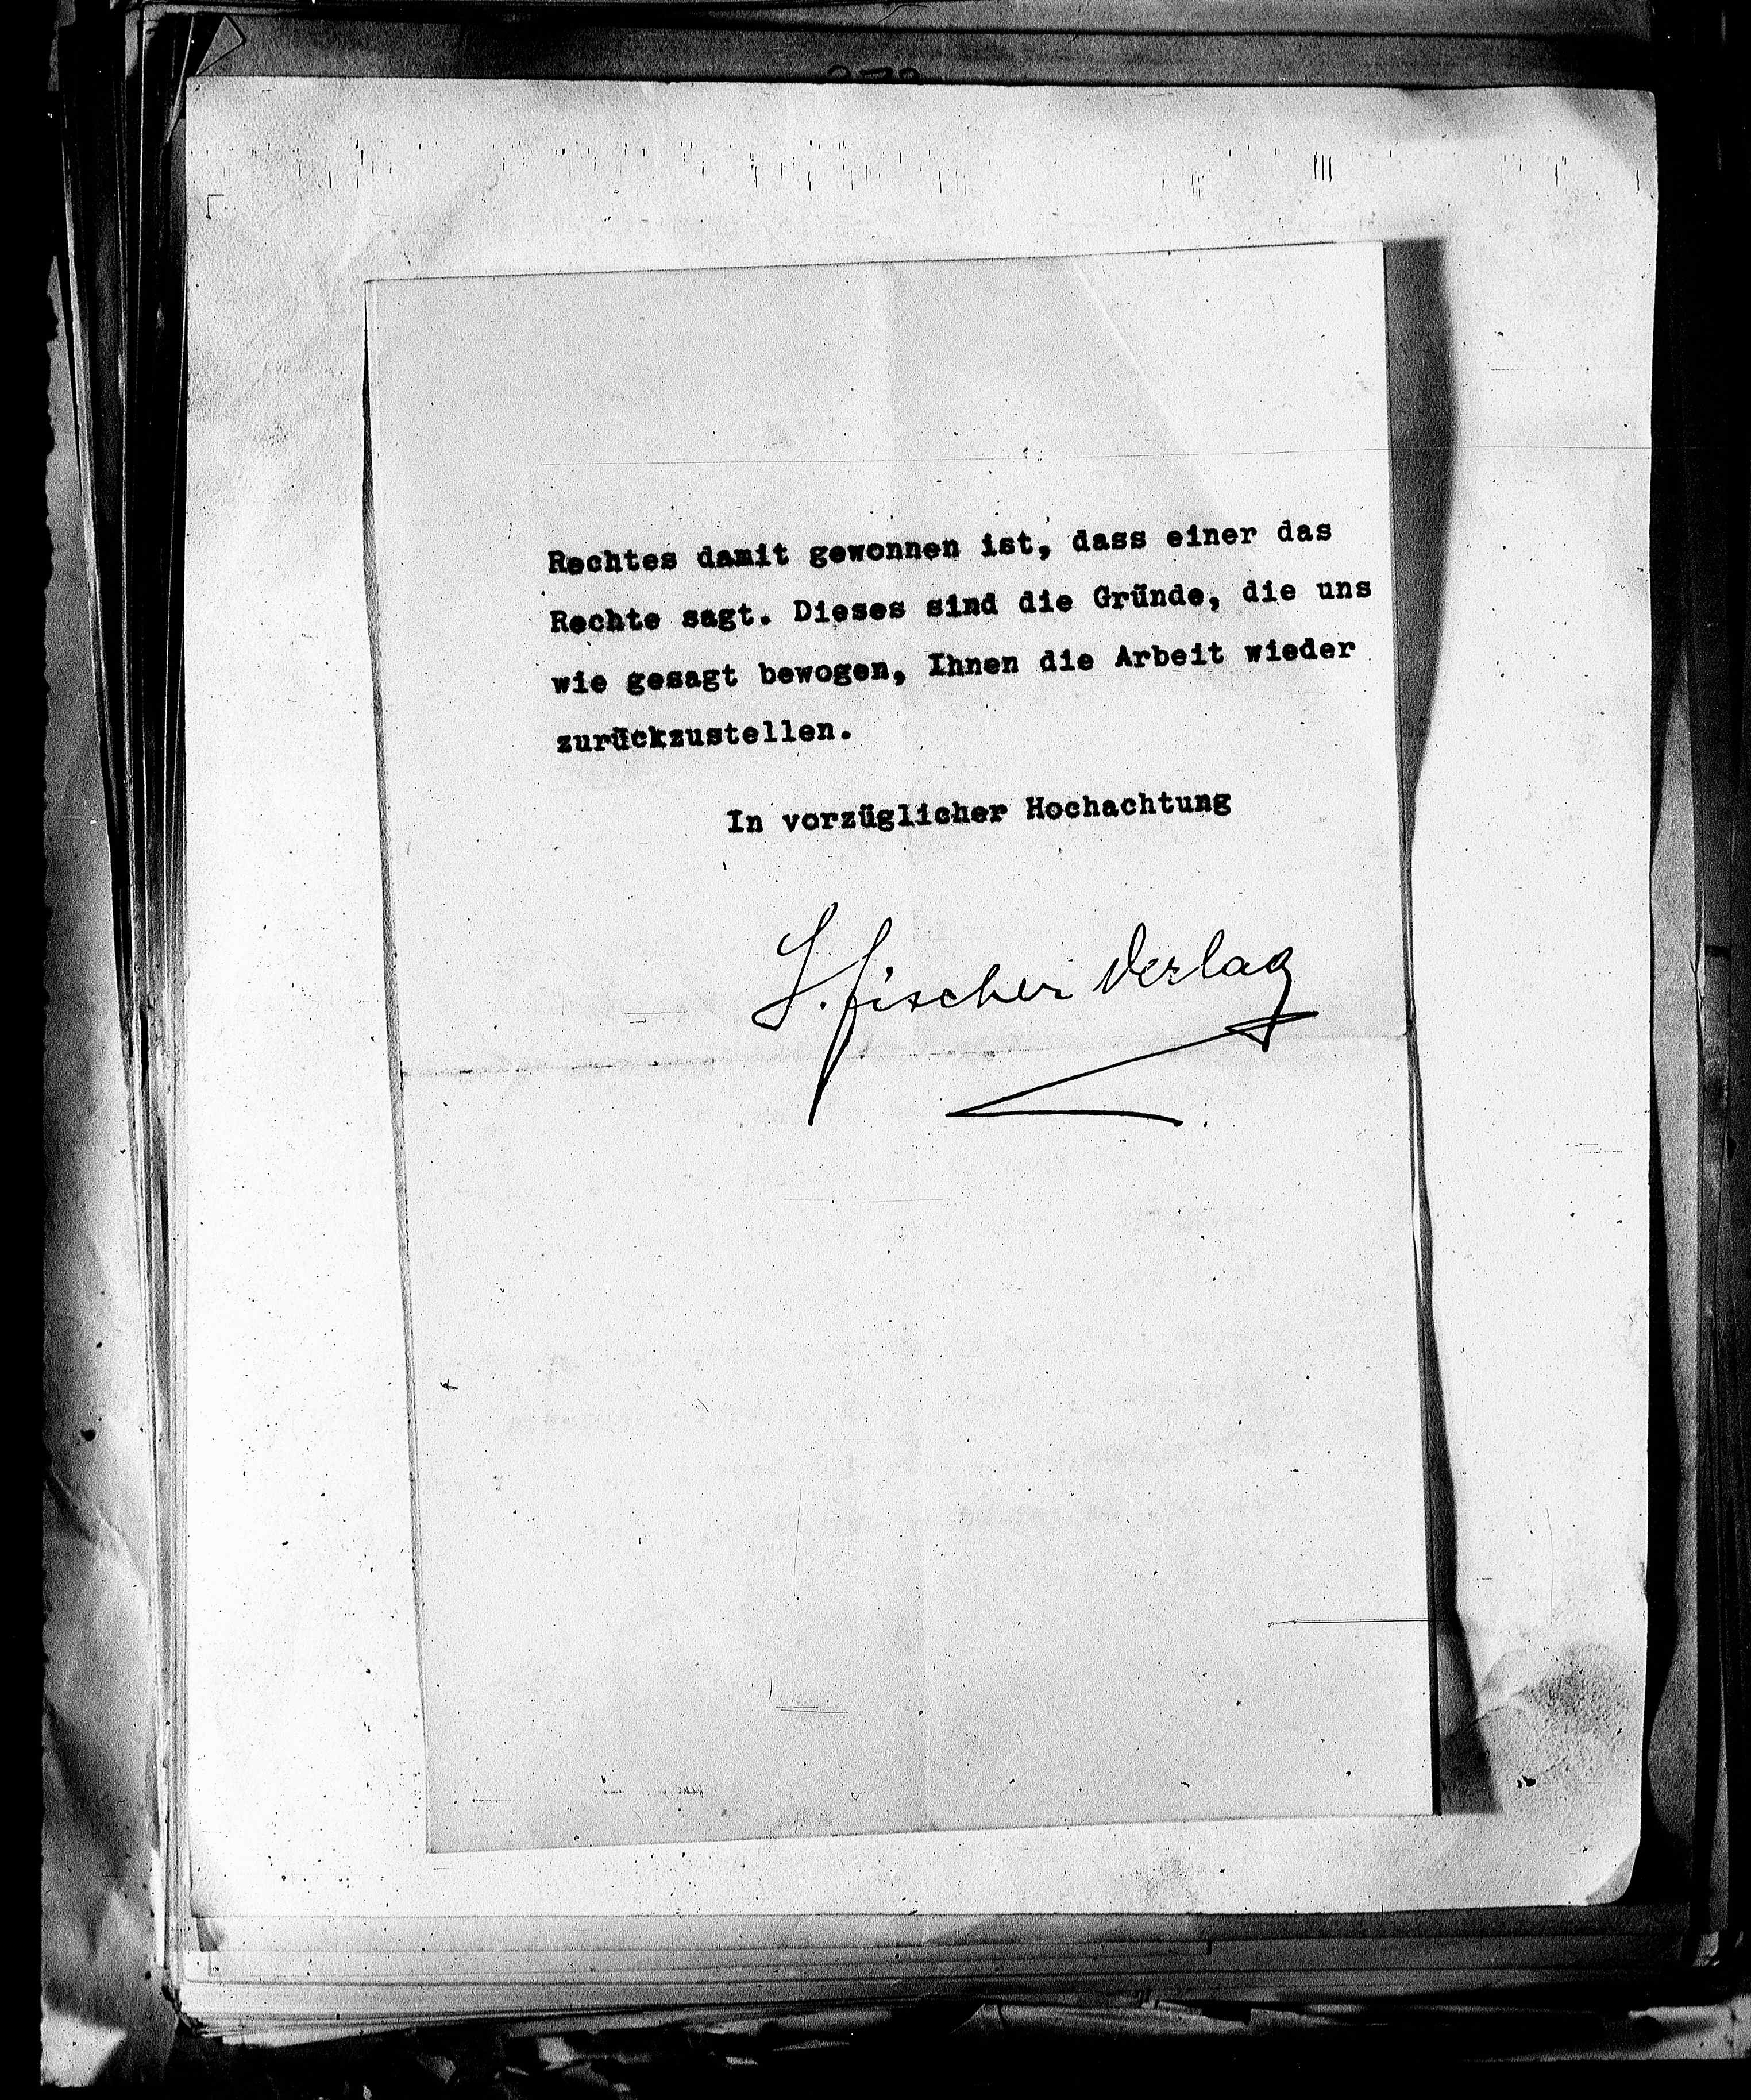 Rechtes damit gewonnen ist, dass einer das
Rechte sagt. Dieses sind die Gründe, die uns
wie gesagt bewogen, Ihnen die Arbeit wieder
zurückzustellen.
In vorzüglicher Hochachtung
S. Fischer Verlag